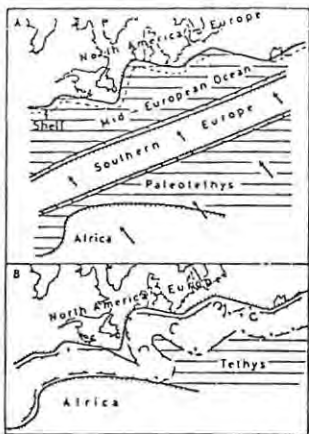 A
North America
Europe
Mid European Ocean
Shelf
Southern Europe
Paleotethys
Africa
B
North America
Europe
Tethys
Africa